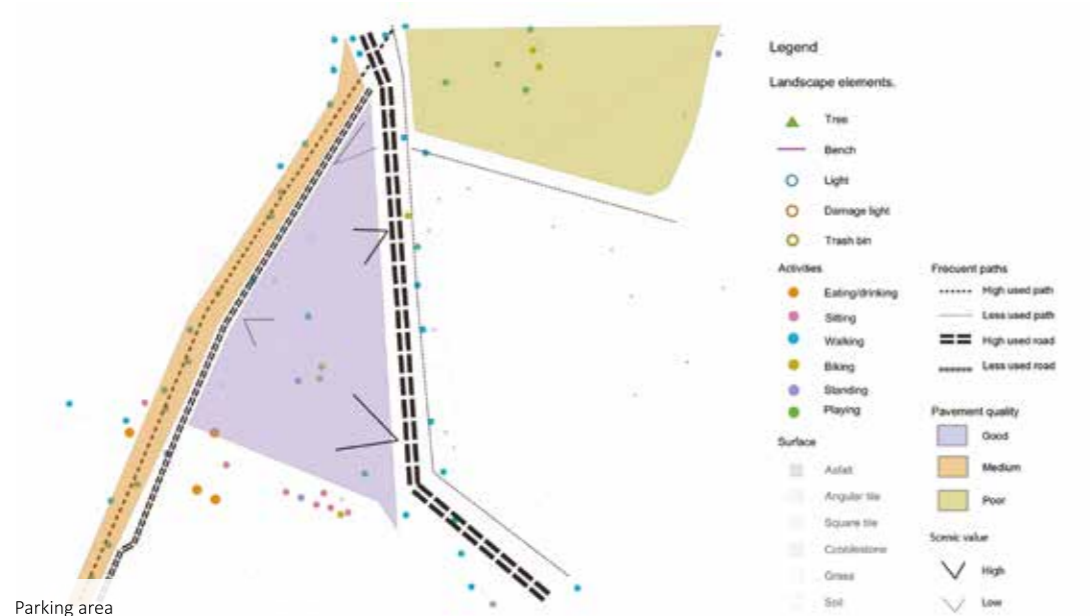 Legend
Landscape elements.
Tree
Bench
Light
Damage light
Trash bin
Activities
Eating/drinking
Sitting
Walking
Biking
Standing
Playing
Surface
Asfalt
Angular tile
Square tile
Cobblestone
Grass
Soil
Frecuent paths
High used path
Less used path
High used road
Less used road
Pavement quality
Good
Medium
Poor
Scenic value
High
Low
Parking area